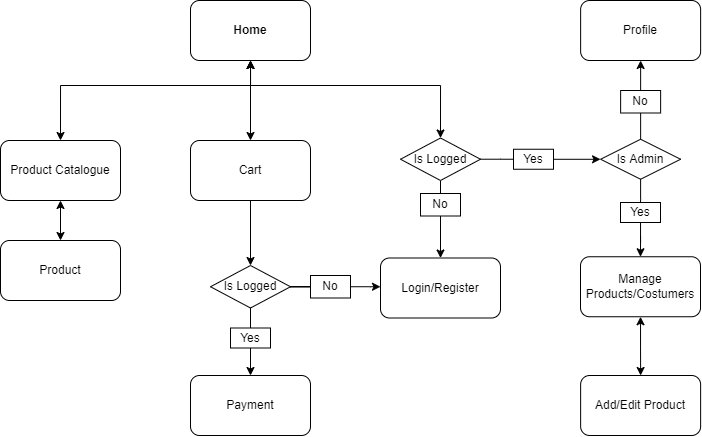 Home
Profile
No
Product Catalogue
Cart
Is Logged
Yes
Is Admin
No
Yes
Product
Is Logged
No
Login/Register
Manage
Products/Costumers
Yes
Payment
Add/Edit Product